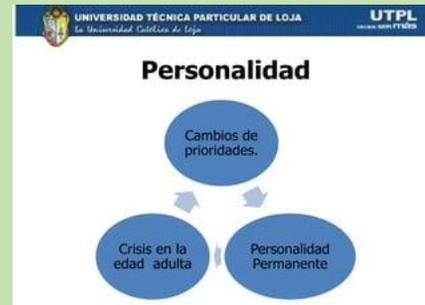 UNIVERSIDAD TÉCNICA PARTICULAR DE LOJA
La Universidad Católica de Loja
UTPL
Personalidad
Cambios de
prioridades.
Personalidad
Permanente
Crisis en la
edad adulta